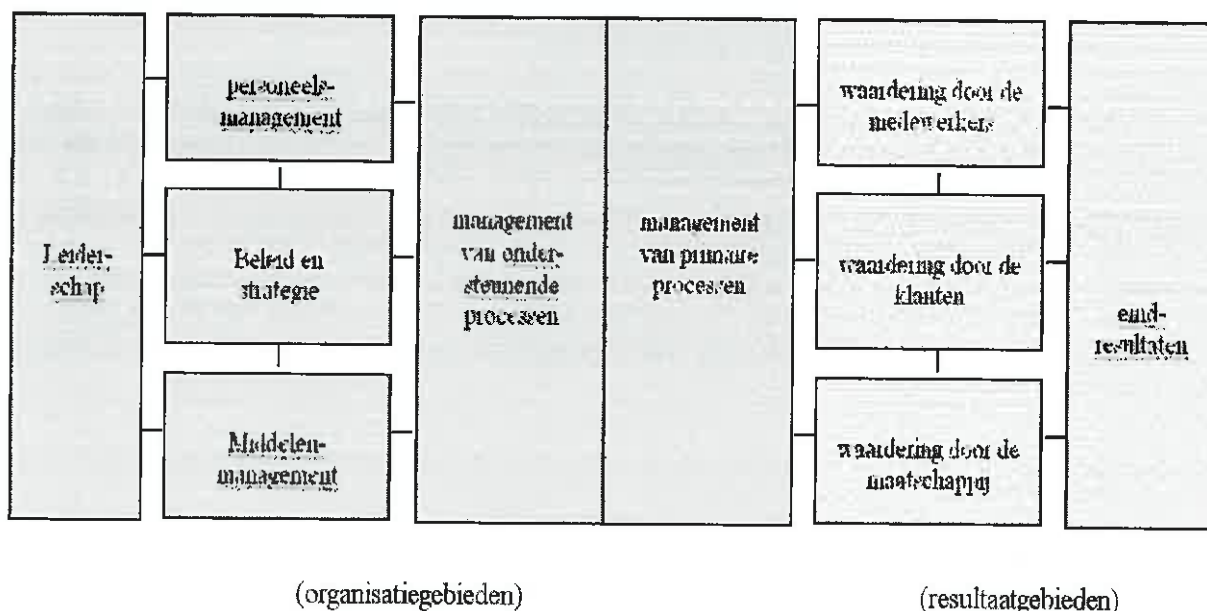 Leider-
schap
personeels-
management
Beleid en
strategie
Middelen-
management
management
van onder-
steunende
processen
management
van primaire
processen
waardering door de
medewerkers
waardering door de
klanten
waardering door de
maatschappij
eind-
resultaten
(organisatiegebieden)
(resultaatgebieden)